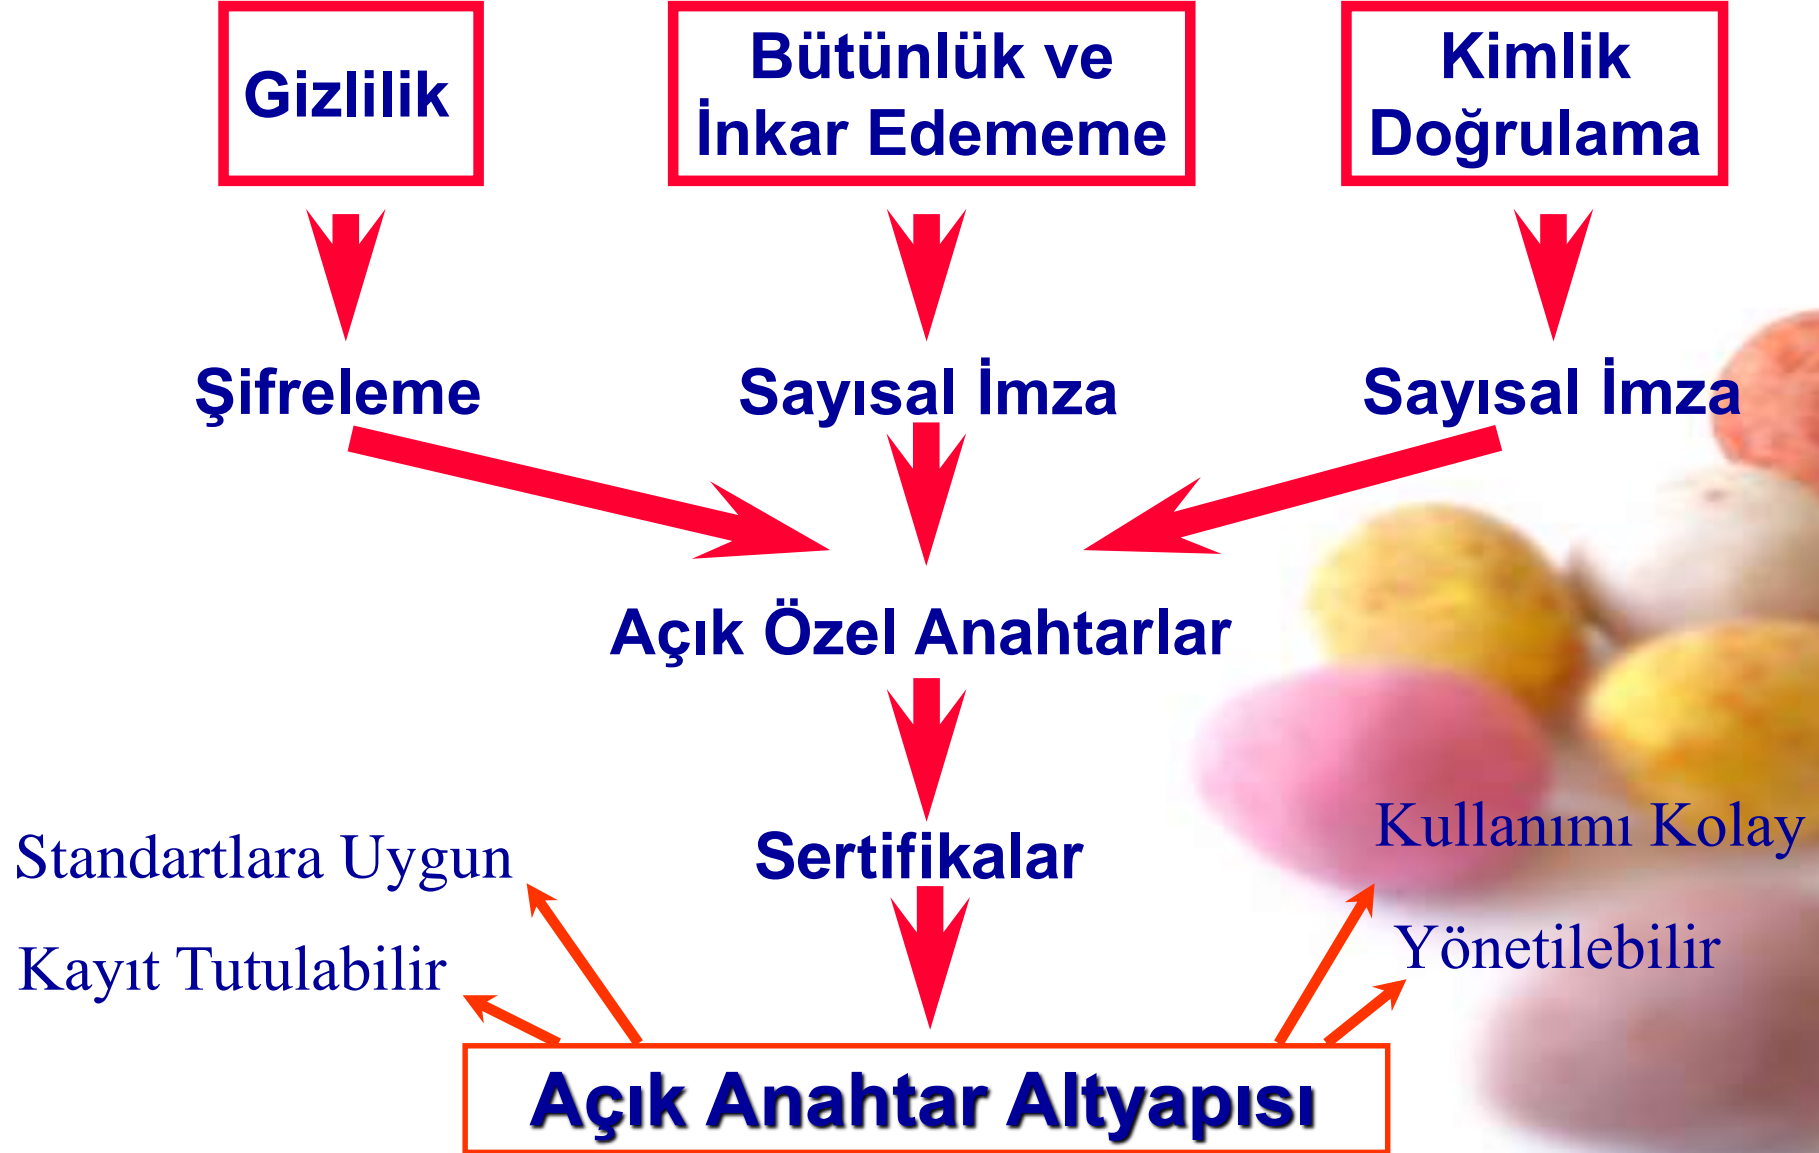 Gizlilik
Bütünlük ve
İnkar Edememe
Kimlik
Doğrulama
Şifreleme
Sayısal İmza
Sayısal İmza
Açık Özel Anahtarlar
Standartlara Uygun
Sertifikalar
Kullanımı Kolay
Kayıt Tutulabilir
Yönetilebilir
Açık Anahtar Altyapısı